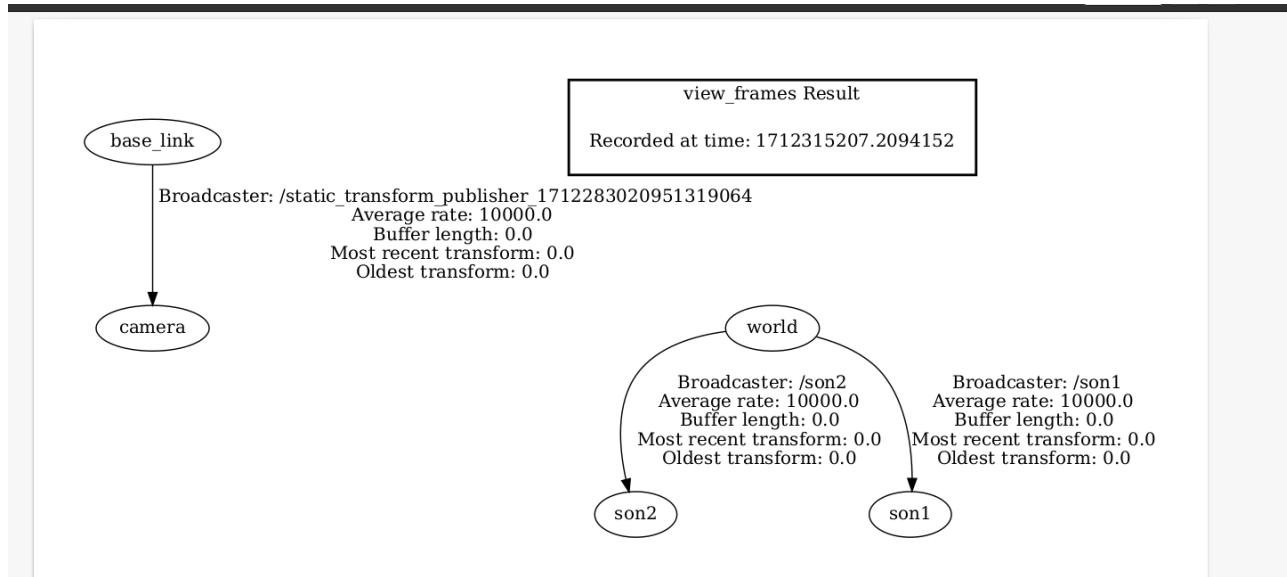 view_frames Result
Recorded at time: 1712315207.2094152
base_link
Broadcaster: /static_transform_publisher_1712283020951319064
Average rate: 10000.0
Buffer length: 0.0
Most recent transform: 0.0
Oldest transform: 0.0
camera
world
Broadcaster: /son2
Average rate: 10000.0
Buffer length: 0.0
Most recent transform: 0.0
Oldest transform: 0.0
Broadcaster: /son1
Average rate: 10000.0
Buffer length: 0.0
Most recent transform: 0.0
Oldest transform: 0.0
son2
son1